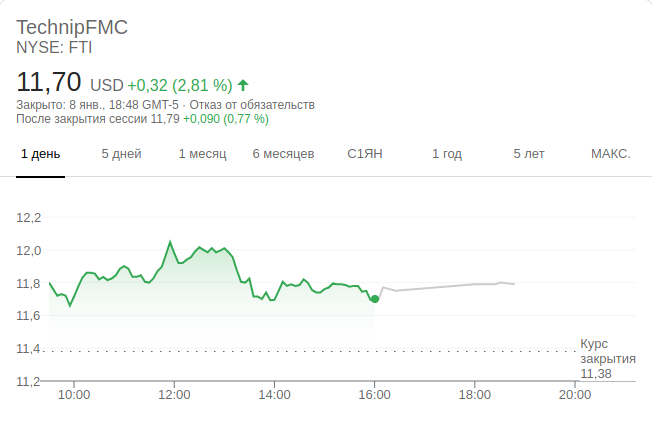 TechnipFMC
NYSE: FTI
11,70 USD +0,32 (2,81 %)
Закрыто: 8 янв., 18:48 GMT-5 · Отказ от обязательств
После закрытия сессии 11,79 +0,090 (0,77 %)
1 день 5 дней 1 месяц 6 месяцев С1ЯН 1 год 5 лет МАКС.
12,2
12,0
11,8
11,6
11,4
Курс
закрытия
11,38
11,2
10:00 12:00 14:00 16:00 18:00 20:00